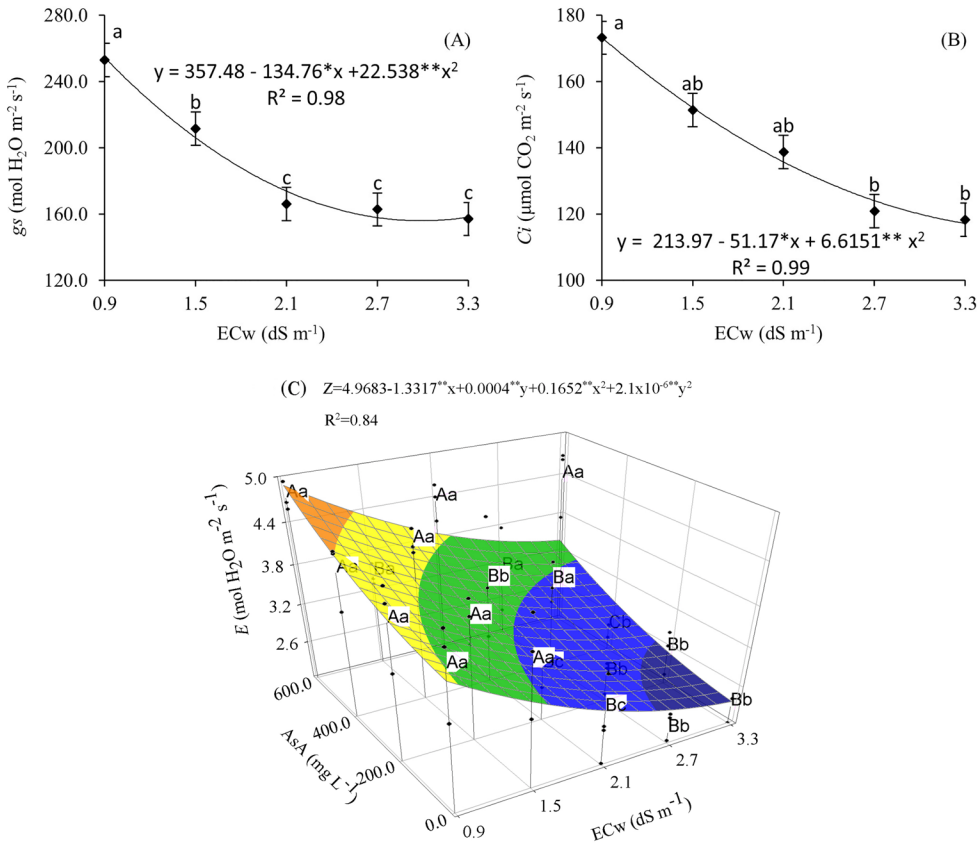 280.0
240.0
200.0
160.0
120.0
gs (mol H₂O m⁻² s⁻¹)
a
b
c
c
c
(A)
y = 357.48 - 134.76*x +22.538**x²
R² = 0.98
0.9 1.5 2.1 2.7 3.3
ECw (dS m⁻¹)
180
160
140
120
100
Ci (µmol CO₂ m⁻² s⁻¹)
a
ab
ab
b
b
(B)
y = 213.97 - 51.17*x + 6.6151** x²
R² = 0.99
0.9 1.5 2.1 2.7 3.3
ECw (dS m⁻¹)
(C) Z=4.9683-1.3317**x+0.0004**y+0.1652**x²+2.1x10⁻⁶**y²
R²=0.84
5.0
4.4
3.8
3.2
2.6
E (mol H₂O m⁻² s⁻¹)
600.0
400.0
200.0
0.0
AsA (mg L⁻¹)
0.9
1.5
2.1
2.7
3.3
ECw (dS m⁻¹)
Aa
Aa
Aa
Aa
Aa
Ba
Bb
Ba
Aa
Aa
Aa
Aa
Cb
Bb
Bb
Bc
Bb
Bb